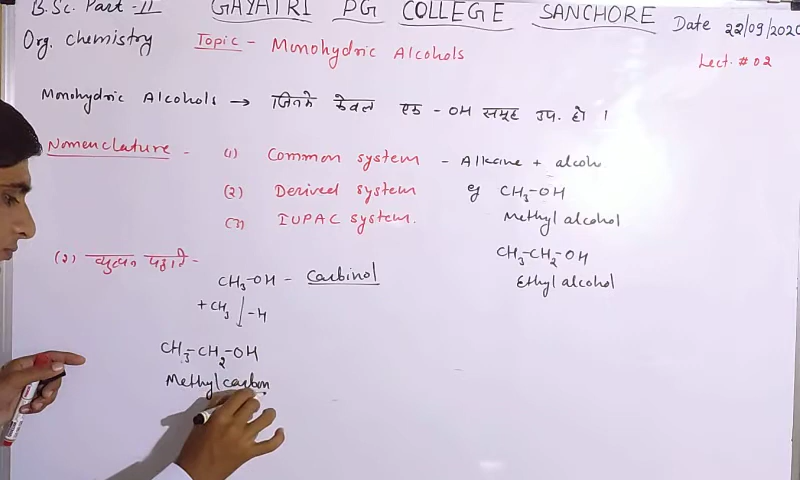 B.Sc. Part-II GAYATRI PG COLLEGE SANCHORE Date 22/09/2020
Org. Chemistry Topic - Monohydric Alcohols Lect. # 02
Monohydric Alcohols → जिनमे केवल एक - OH समूह उप. हो ।
Nomenclature - (1) Common system - Alkane + alcoh
(2) Derived system eg CH3-OH
(3) IUPAC system. Methyl alcohol
CH3-CH2-OH
Ethyl alcohol
(2) व्युत्पन्न पद्धति -
CH3-OH - Carbinol
+CH3 ↓ -H
CH3-CH2-OH
Methyl carbin